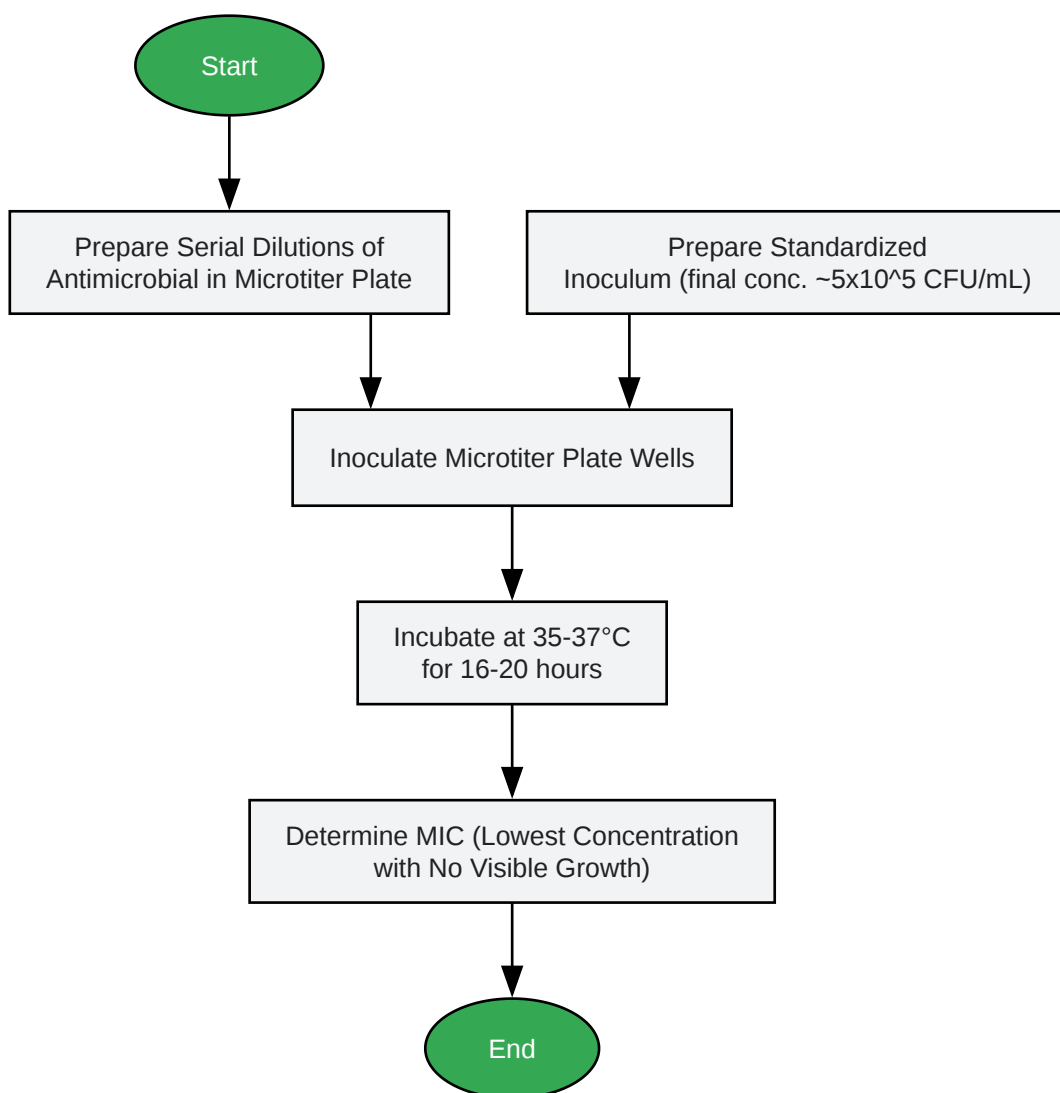 Start
Prepare Serial Dilutions of
Antimicrobial in Microtiter Plate
Prepare Standardized
Inoculum (final conc. ~5x10^5 CFU/mL)
Inoculate Microtiter Plate Wells
Incubate at 35-37°C
for 16-20 hours
Determine MIC (Lowest Concentration
with No Visible Growth)
End